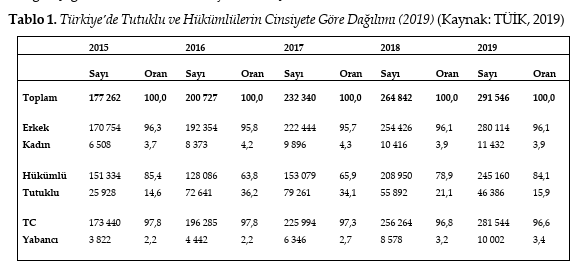 Tablo 1. Türkiye'de Tutuklu ve Hükümlülerin Cinsiyete Göre Dağılımı (2019) (Kaynak: TÜİK, 2019)
2015 2016 2017 2018 2019
Sayı Oran Sayı Oran Sayı Oran Sayı Oran Sayı Oran
Toplam 177 262 100,0 200 727 100,0 232 340 100,0 264 842 100,0 291 546 100,0
Erkek 170 754 96,3 192 354 95,8 222 444 95,7 254 426 96,1 280 114 96,1
Kadın 6 508 3,7 8 373 4,2 9 896 4,3 10 416 3,9 11 432 3,9
Hükümlü 151 334 85,4 128 086 63,8 153 079 65,9 208 950 78,9 245 160 84,1
Tutuklu 25 928 14,6 72 641 36,2 79 261 34,1 55 892 21,1 46 386 15,9
TC 173 440 97,8 196 285 97,8 225 994 97,3 256 264 96,8 281 544 96,6
Yabancı 3 822 2,2 4 442 2,2 6 346 2,7 8 578 3,2 10 002 3,4